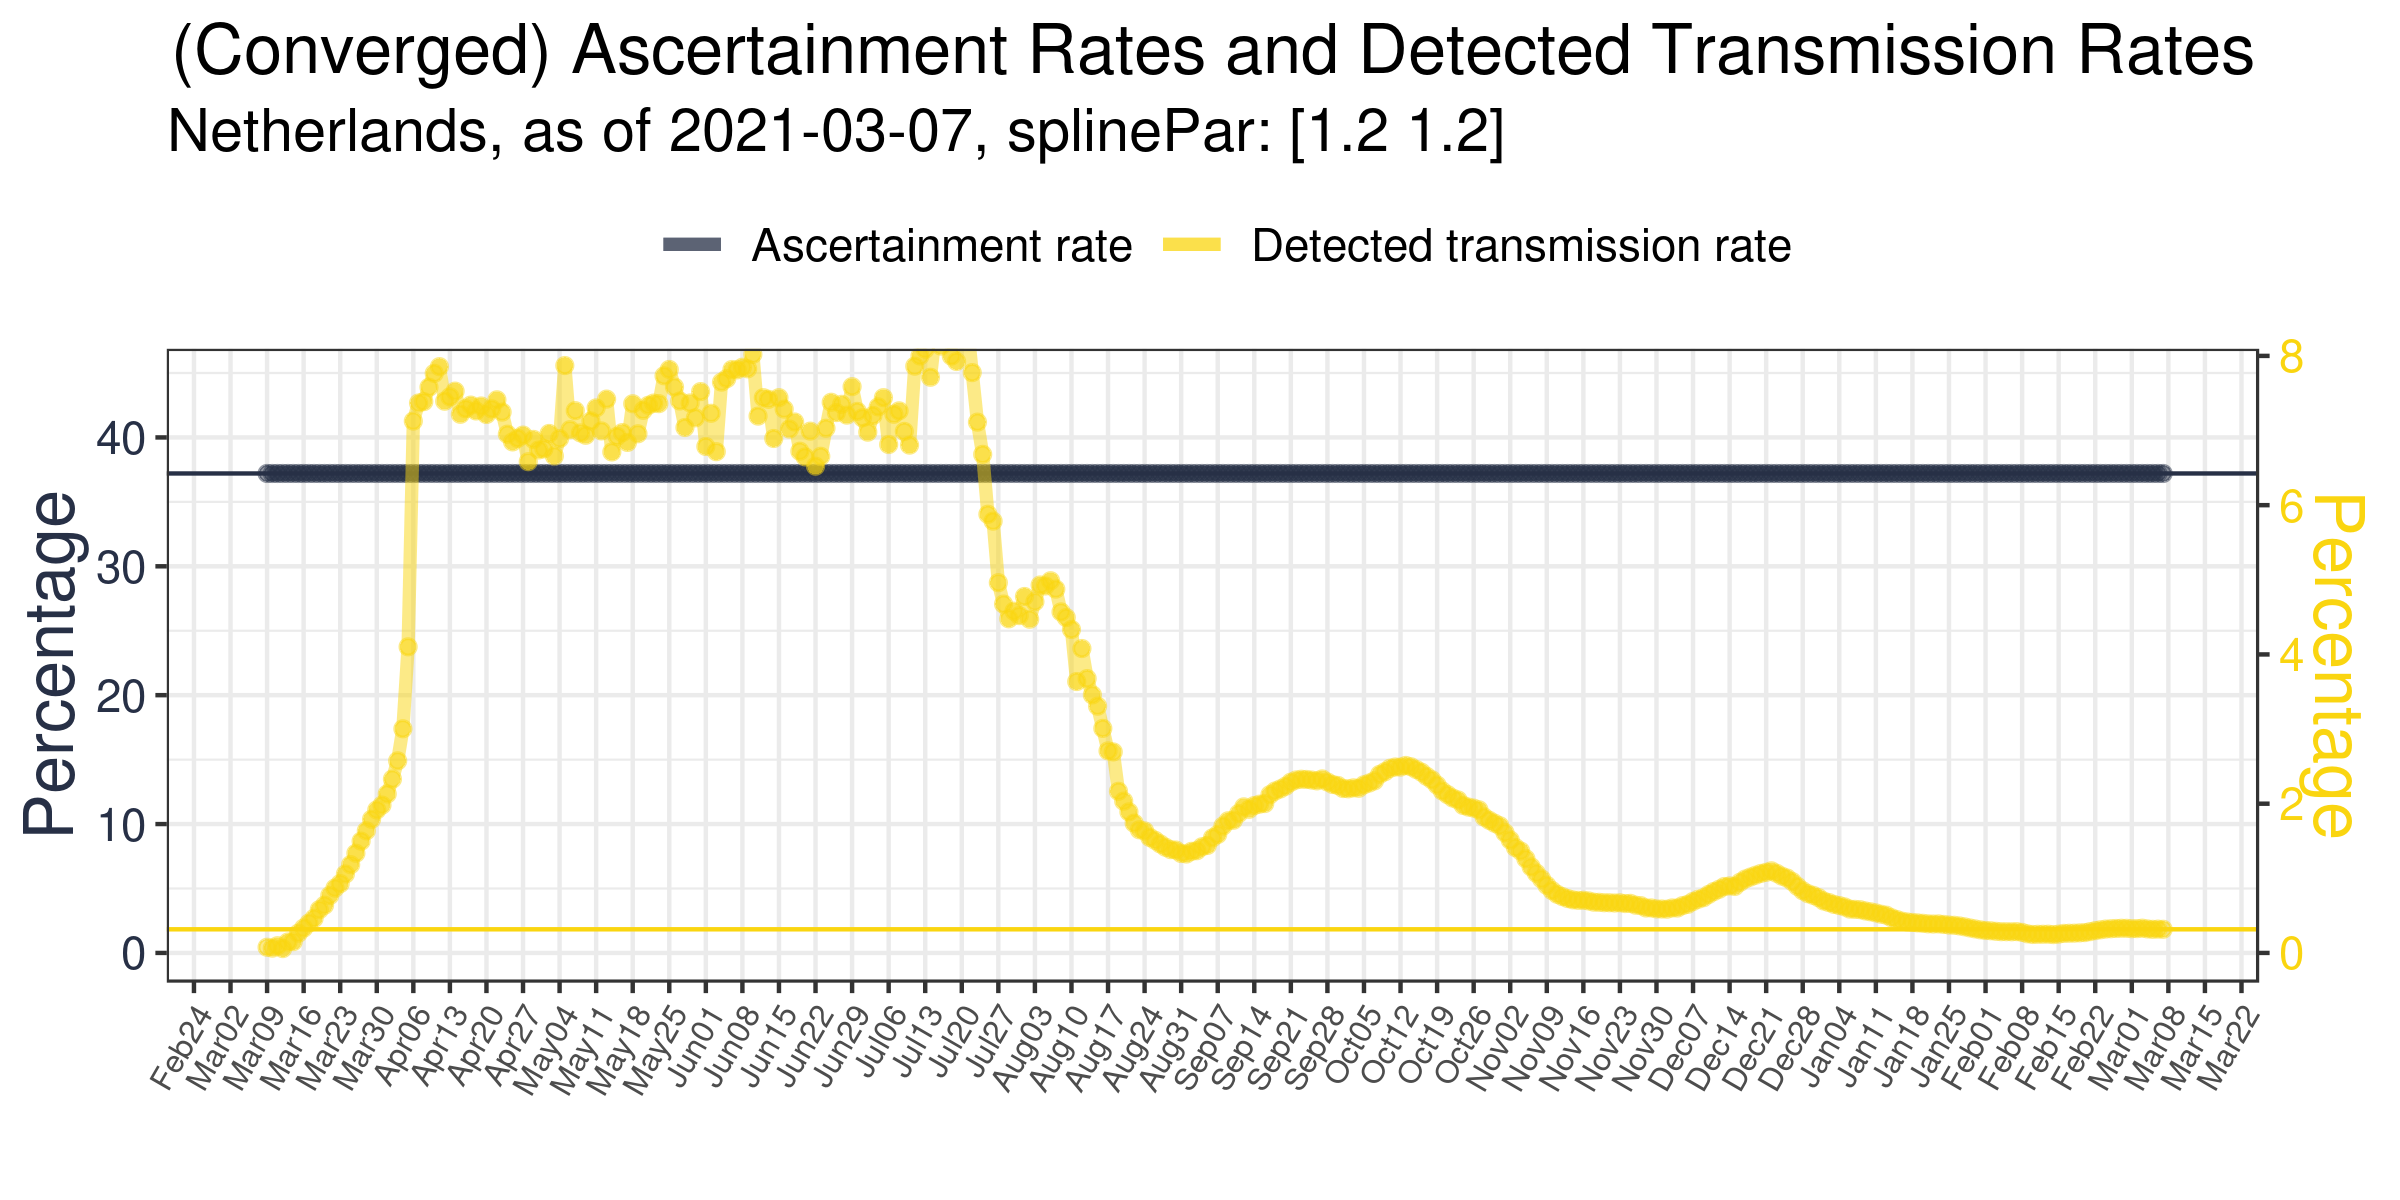 (Converged) Ascertainment Rates and Detected Transmission Rates
Netherlands, as of 2021-03-07, splinePar: [1.2 1.2]
Ascertainment rate
Detected transmission rate
Percentage
40
30
20
10
0
8
6
4
2
0
Percentage
Feb24
Mar02
Mar09
Mar16
Mar23
Mar30
Apr06
Apr13
Apr20
Apr27
May04
May11
May18
May25
Jun01
Jun08
Jun15
Jun22
Jun29
Jul06
Jul13
Jul20
Jul27
Aug03
Aug10
Aug17
Aug24
Aug31
Sep07
Sep14
Sep21
Sep28
Oct05
Oct12
Oct19
Oct26
Nov02
Nov09
Nov16
Nov23
Nov30
Dec07
Dec14
Dec21
Dec28
Dec04
Jan11
Jan18
Jan25
Feb01
Feb08
Feb15
Feb22
Mar01
Mar08
Mar15
Mar22